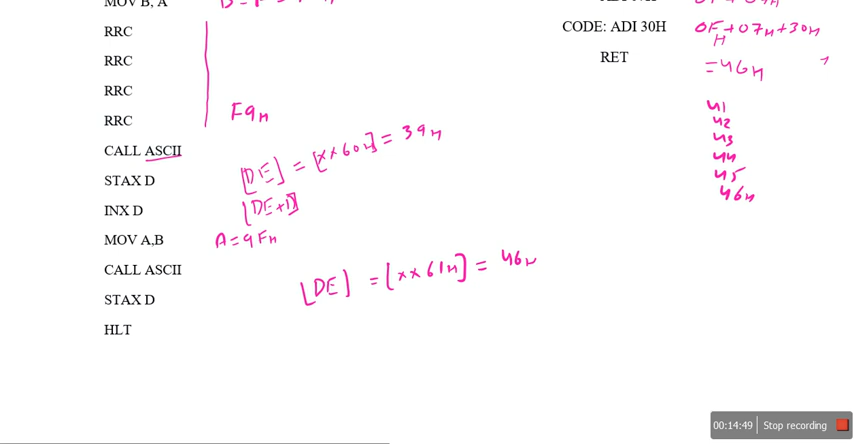 MOV B, A
RRC
RRC
RRC
RRC
F9H
CALL ASCII
[DE] = [XX60H] = 39H
STAX D
INX D
MOV A,B
A = 9FH
CALL ASCII
[DE] = [XX61H] = 46H
STAX D
HLT
CODE: ADI 30H
0FH + 07H + 30H
RET
= 46H
41
42
43
44
45
46H
00:14:49 Stop recording